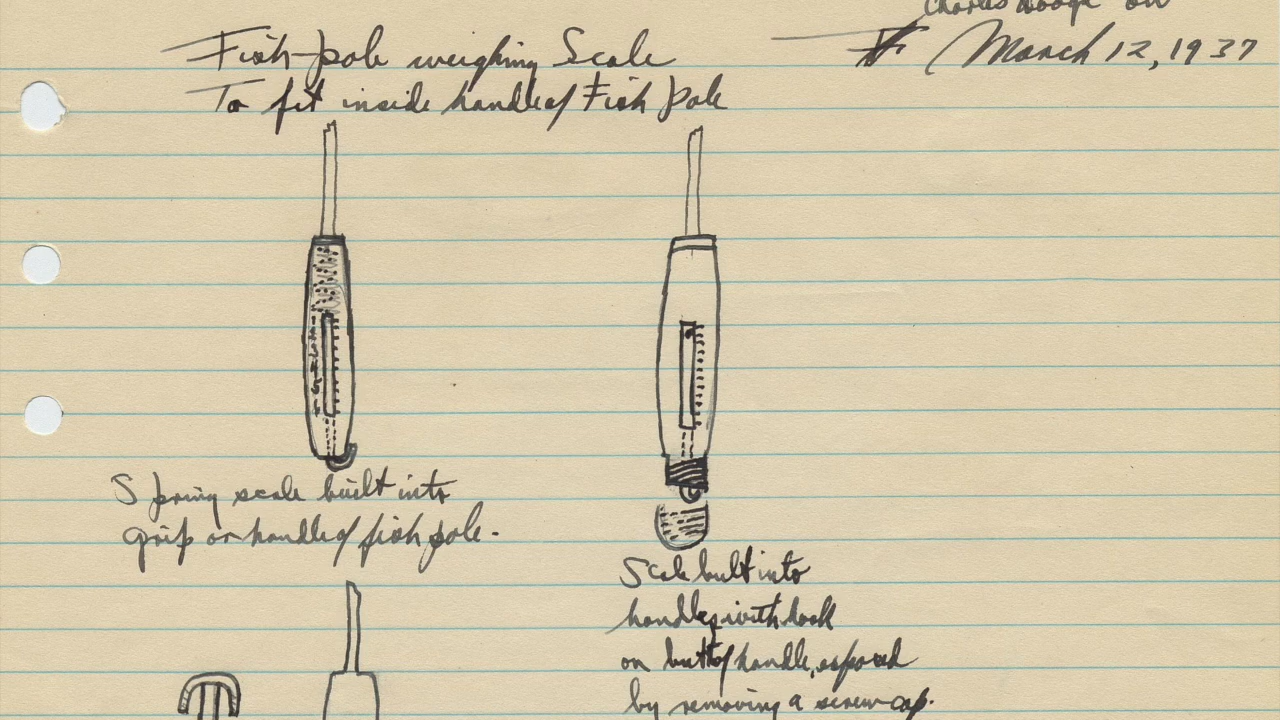 Charles on
March 12, 1937
Fish-pole weighing Scale
To fit inside handle of Fish pole
Spring scale built into
grip or handle of fish pole.
Scale built into
handle, with hook
on butt of handle, exposed
by removing a screw cap.